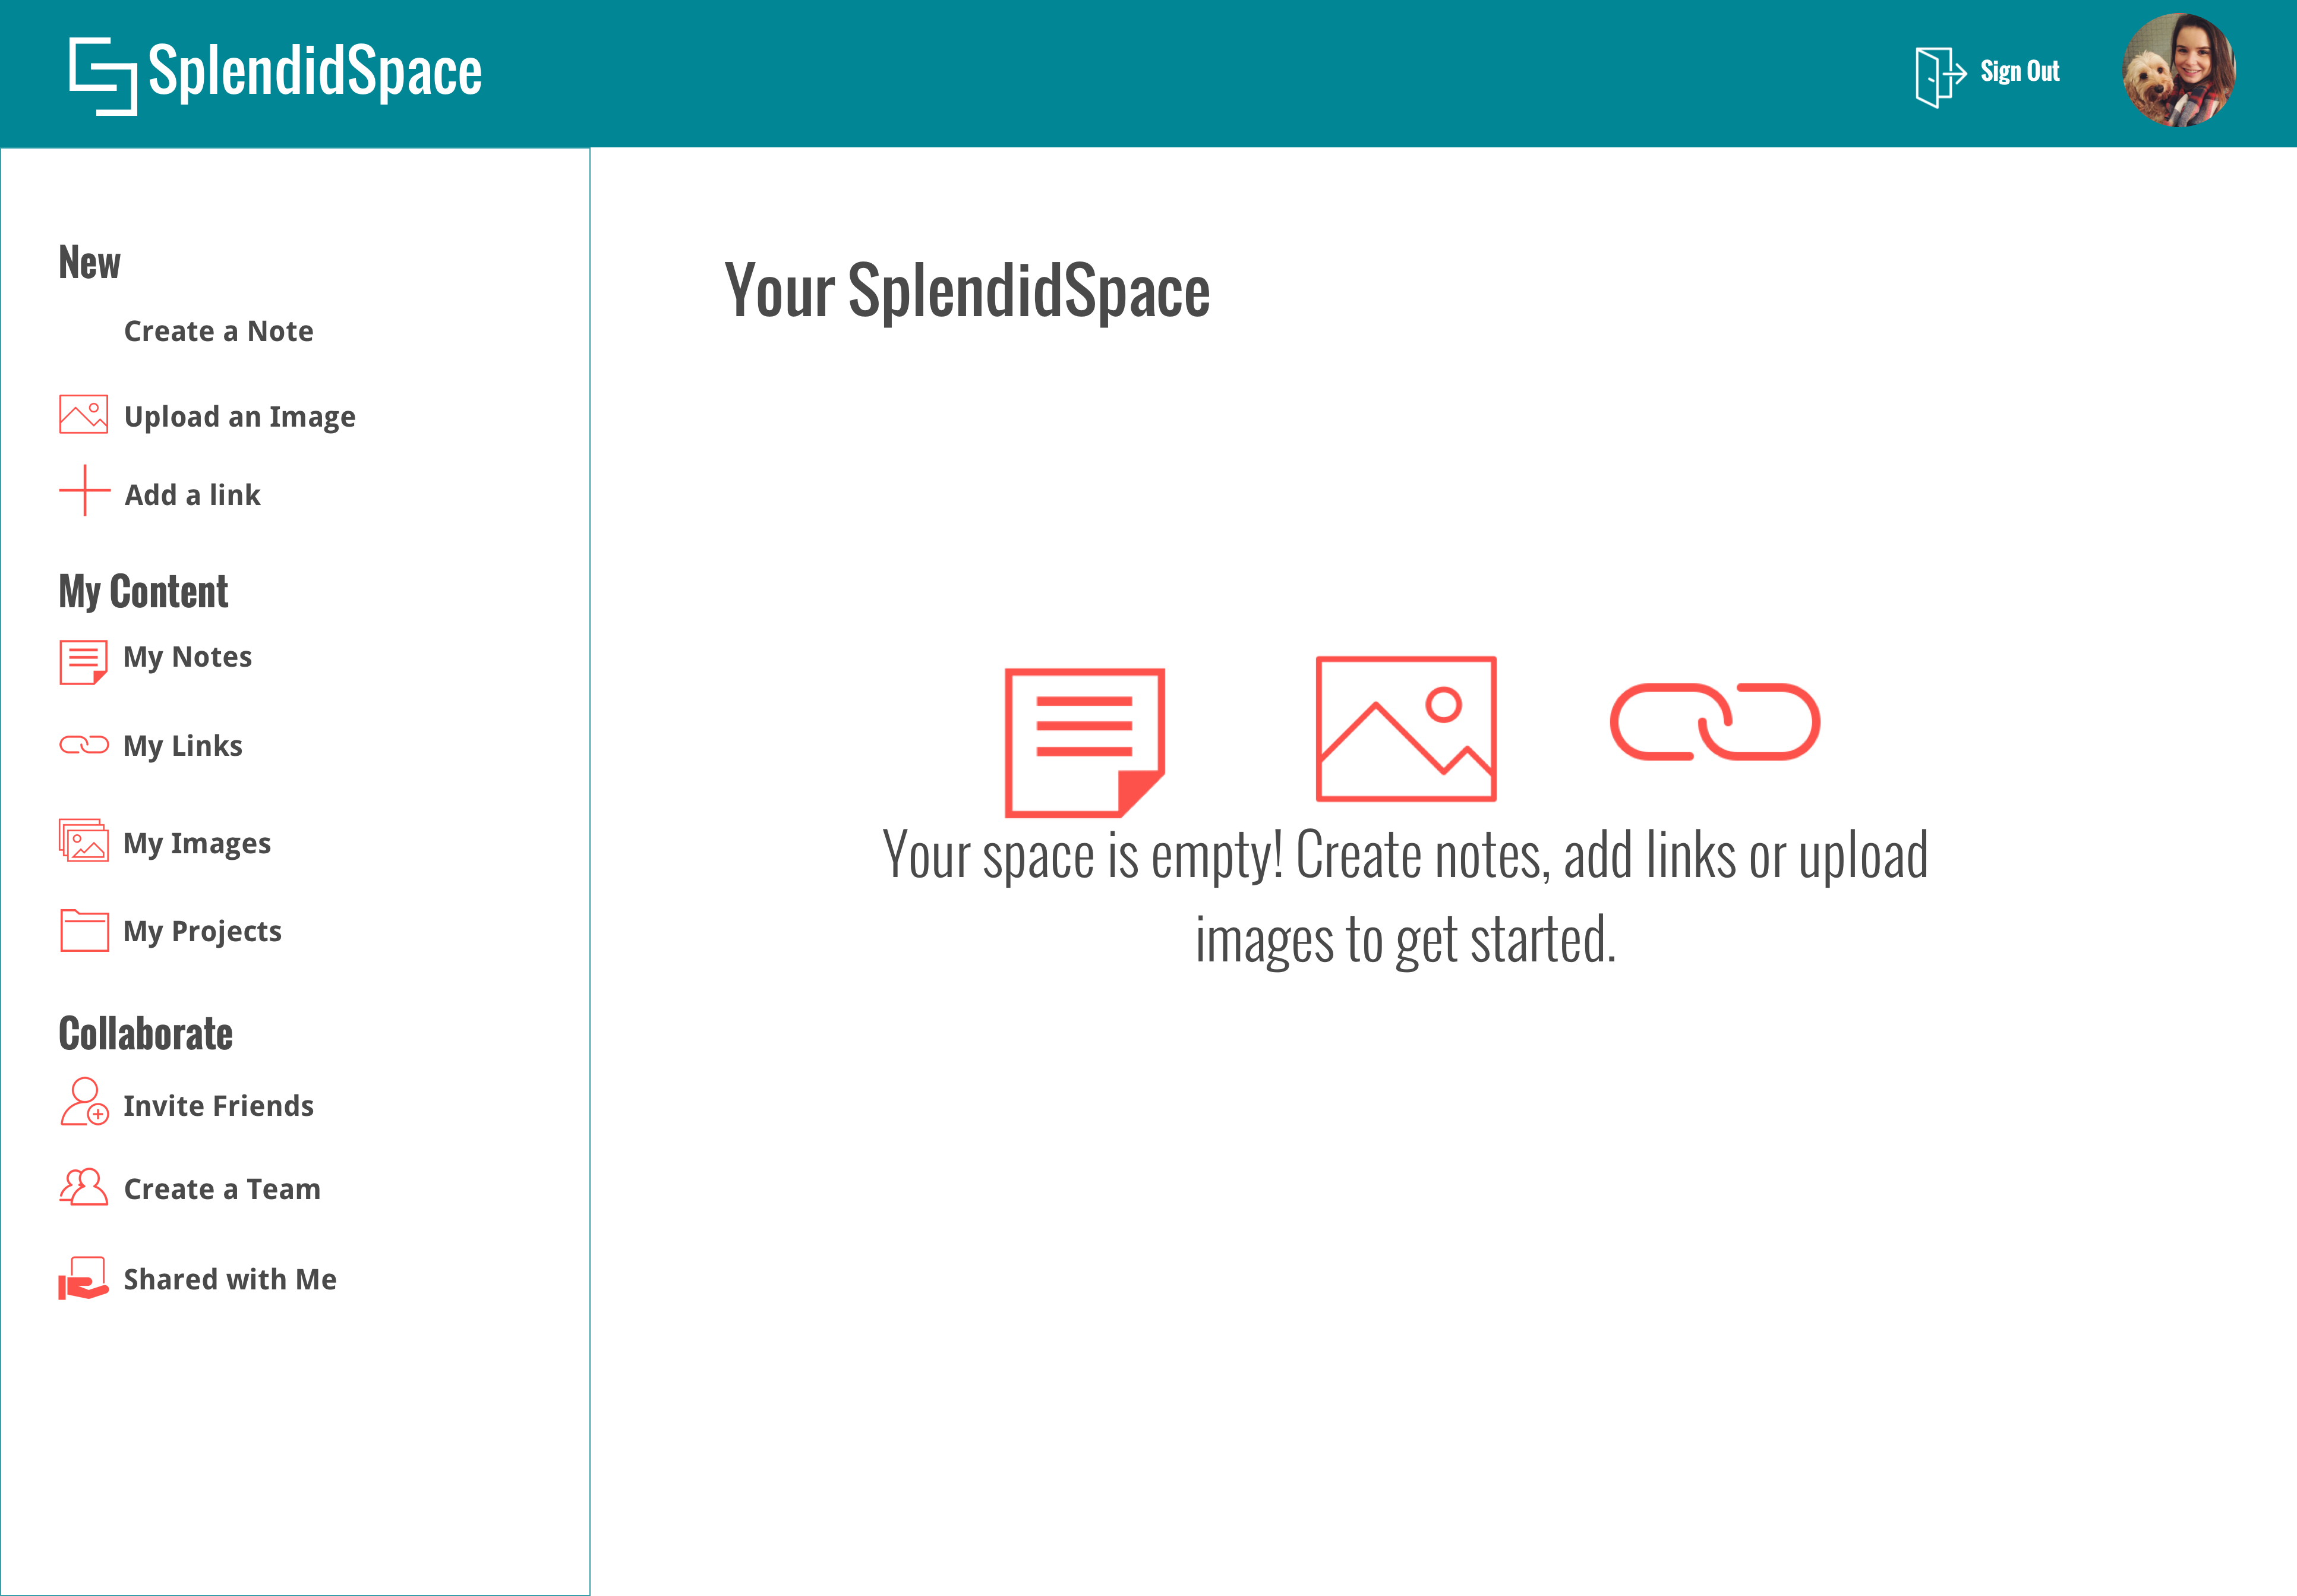 SplendidSpace
Sign Out
New
Create a Note
Upload an Image
Add a link
My Content
My Notes
My Links
My Images
My Projects
Collaborate
Invite Friends
Create a Team
Shared with Me
Your SplendidSpace
Your space is empty! Create notes, add links or upload
images to get started.